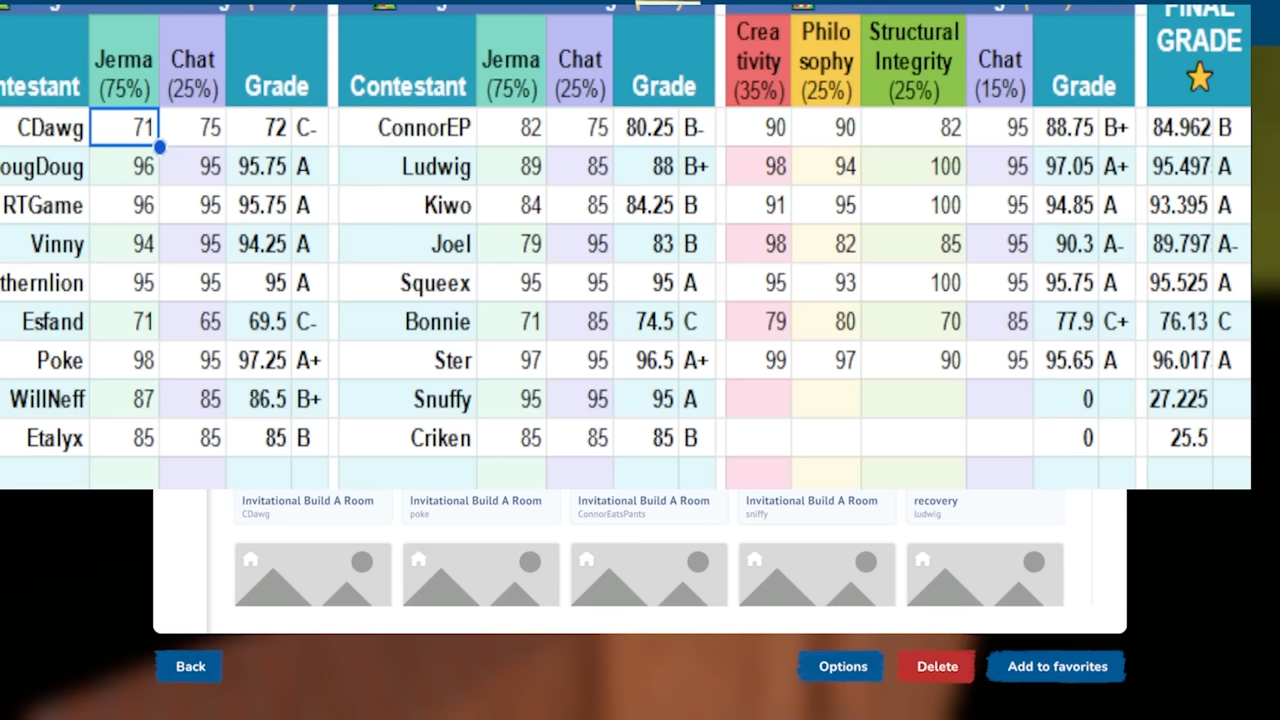 FINAL
GRADE
ntestant Jerma (75%) Chat (25%) Grade Contestant Jerma (75%) Chat (25%) Grade Crea tivity (35%) Philo sophy (25%) Structural Integrity (25%) Chat (15%) Grade
CDawg 71 75 72 C- ConnorEP 82 75 80.25 B- 90 90 82 95 88.75 B+ 84.962 B
ougDoug 96 95 95.75 A Ludwig 89 85 88 B+ 98 94 100 95 97.05 A+ 95.497 A
RTGame 96 95 95.75 A Kiwo 84 85 84.25 B 91 95 100 95 94.85 A 93.395 A
Vinny 94 95 94.25 A Joel 79 95 83 B 98 82 85 95 90.3 A- 89.797 A-
thernlion 95 95 95 A Squeex 95 95 95 A 95 93 100 95 95.75 A 95.525 A
Esfand 71 65 69.5 C- Bonnie 71 85 74.5 C 79 80 70 85 77.9 C+ 76.13 C
Poke 98 95 97.25 A+ Ster 97 95 96.5 A+ 99 97 90 95 95.65 A 96.017 A
WillNeff 87 85 86.5 B+ Snuffy 95 95 95 A 0 27.225
Etalyx 85 85 85 B Criken 85 85 85 B 0 25.5
Invitational Build A Room Invitational Build A Room Invitational Build A Room Invitational Build A Room recovery
CDawg poke ConnorEatsPants sniffy ludwig
Back Options Delete Add to favorites